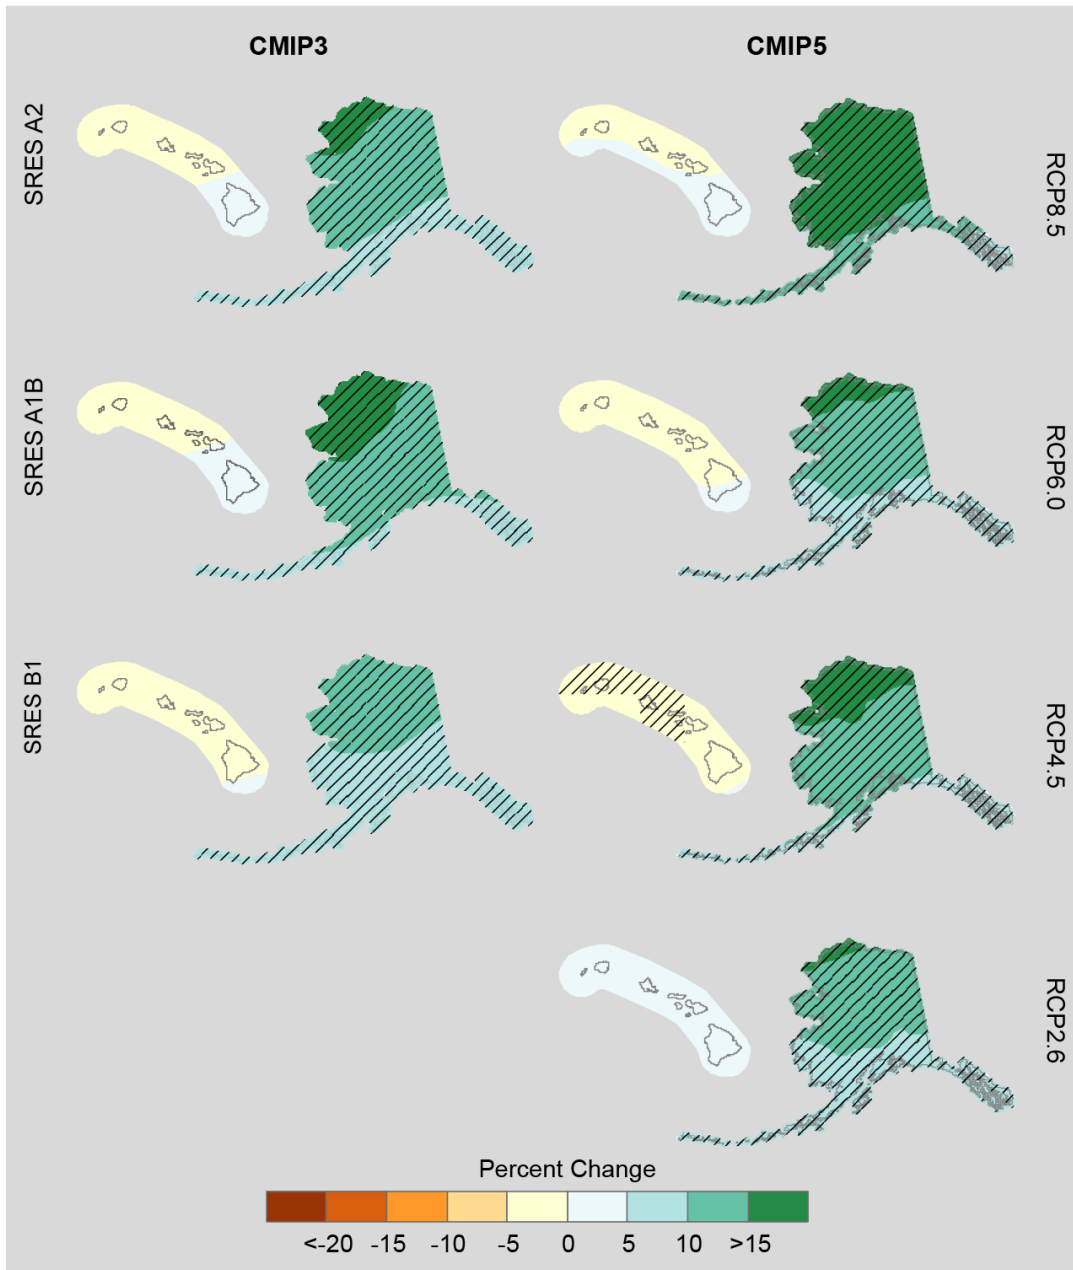 CMIP3 CMIP5
SRES A2
RCP8.5
SRES A1B
RCP6.0
SRES B1
RCP4.5
RCP2.6
Percent Change
<-20 -15 -10 -5 0 5 10 >15